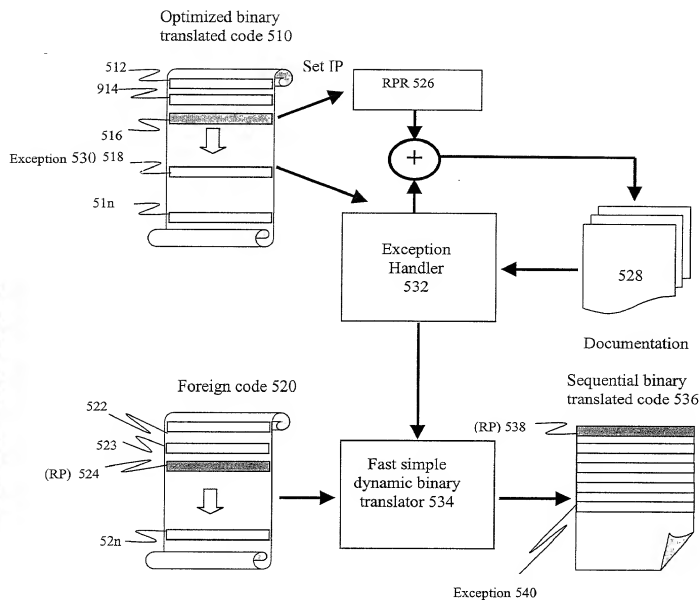 Optimized binary
translated code 510
512
914
Set IP
RPR 526
516
Exception 530 518
+
51n
Exception
Handler
532
528
Documentation
Foreign code 520
Sequential binary
translated code 536
522
523
(RP) 524
(RP) 538
Fast simple
dynamic binary
translator 534
52n
Exception 540